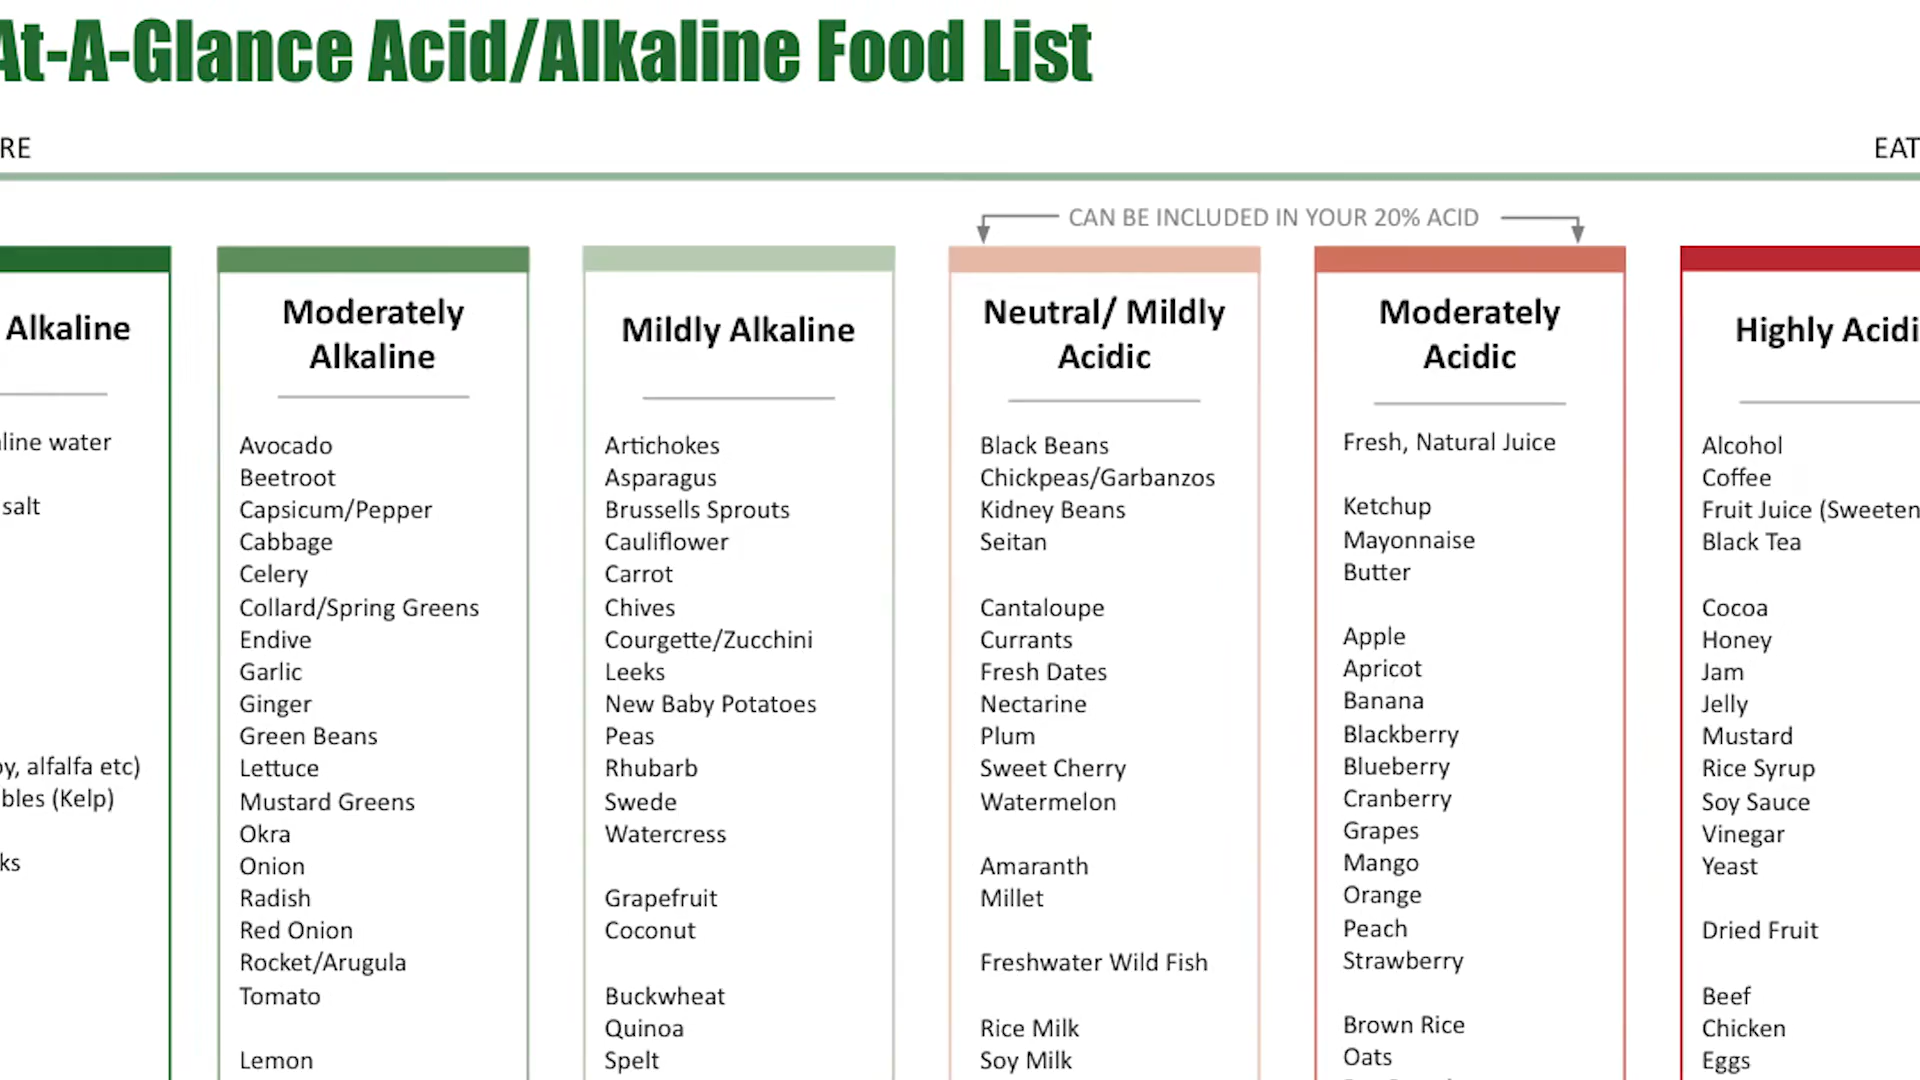 At-A-Glance Acid/Alkaline Food List
RE
EAT
CAN BE INCLUDED IN YOUR 20% ACID
Alkaline
line water
salt
y, alfalfa etc)
bles (Kelp)
ks
Moderately
Alkaline
Avocado
Beetroot
Capsicum/Pepper
Cabbage
Celery
Collard/Spring Greens
Endive
Garlic
Ginger
Green Beans
Lettuce
Mustard Greens
Okra
Onion
Radish
Red Onion
Rocket/Arugula
Tomato
Lemon
Mildly Alkaline
Artichokes
Asparagus
Brussells Sprouts
Cauliflower
Carrot
Chives
Courgette/Zucchini
Leeks
New Baby Potatoes
Peas
Rhubarb
Swede
Watercress
Grapefruit
Coconut
Buckwheat
Quinoa
Spelt
Neutral/ Mildly
Acidic
Black Beans
Chickpeas/Garbanzos
Kidney Beans
Seitan
Cantaloupe
Currants
Fresh Dates
Nectarine
Plum
Sweet Cherry
Watermelon
Amaranth
Millet
Freshwater Wild Fish
Rice Milk
Soy Milk
Moderately
Acidic
Fresh, Natural Juice
Ketchup
Mayonnaise
Butter
Apple
Apricot
Banana
Blackberry
Blueberry
Cranberry
Grapes
Mango
Orange
Peach
Strawberry
Brown Rice
Oats
Highly Acidi
Alcohol
Coffee
Fruit Juice (Sweeten
Black Tea
Cocoa
Honey
Jam
Jelly
Mustard
Rice Syrup
Soy Sauce
Vinegar
Yeast
Dried Fruit
Beef
Chicken
Eggs